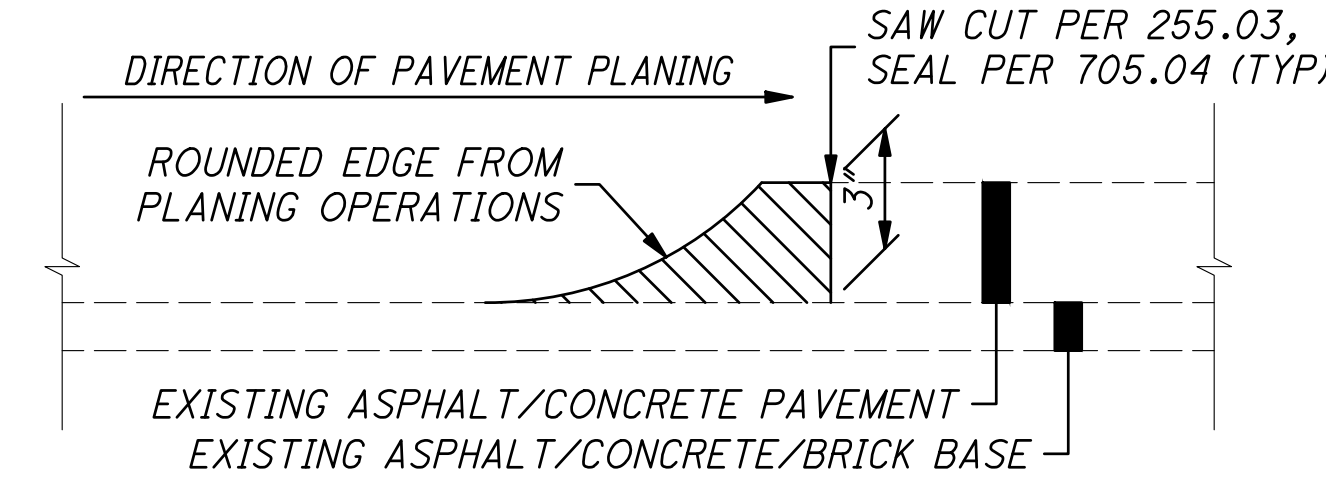 SAW CUT PER 255.03,
SEAL PER 705.04 (TYP)
DIRECTION OF PAVEMENT PLANING
ROUNDED EDGE FROM
PLANING OPERATIONS
3"
EXISTING ASPHALT/CONCRETE PAVEMENT
EXISTING ASPHALT/CONCRETE/BRICK BASE